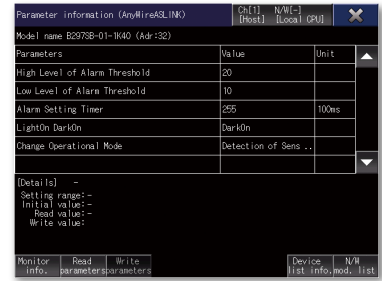 Parameter information (AnyWireASLINK)
Ch[1] N/W[-]
[Host] [Local CPU]
Model name B297SB-01-1K40 (Adr:32)
Parameters Value Unit
High Level of Alarm Threshold 20
Low Level of Alarm Threshold 10
Alarm Setting Timer 255 100ms
LightOn DarkOn DarkOn
Change Operational Mode Detection of Sens ..
[Details] -
Setting range:-
Initial value:-
Read value:-
Write value:
Monitor info.
Read parameters
Write parameters
Device list info.
N/W mod. list